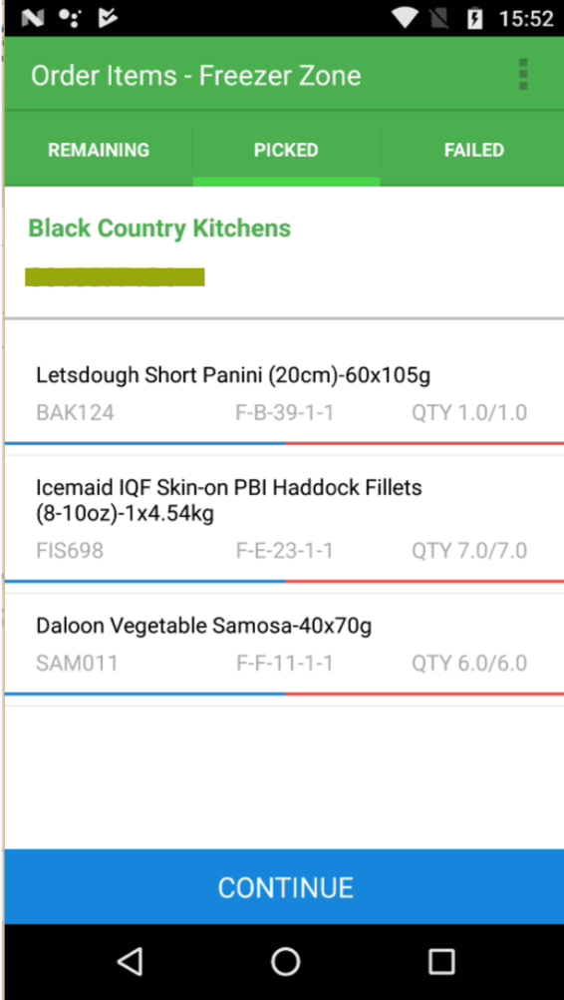 15:52
Order Items - Freezer Zone
REMAINING PICKED FAILED
Black Country Kitchens
Letsdough Short Panini (20cm)-60x105g
BAK124 F-B-39-1-1 QTY 1.0/1.0
Icemaid IQF Skin-on PBI Haddock Fillets
(8-10oz)-1x4.54kg
FIS698 F-E-23-1-1 QTY 7.0/7.0
Daloon Vegetable Samosa-40x70g
SAM011 F-F-11-1-1 QTY 6.0/6.0
CONTINUE